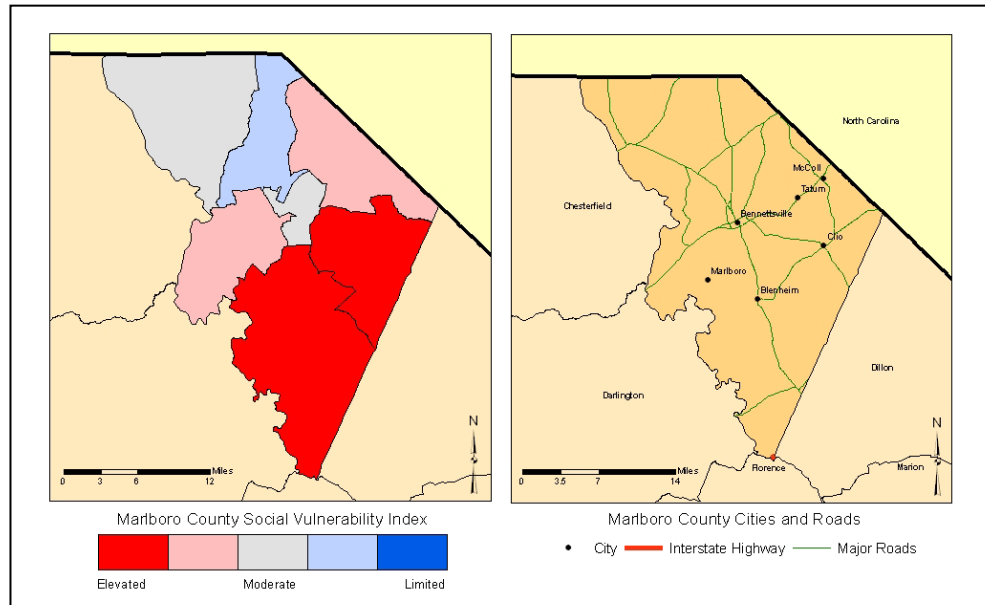 North Carolina
McColl
Tatum
Chesterfield
Bennettsville
Clio
Marlboro
Blenheim
Dillon
Darlington
N
N
Miles
0 3 6 12
Florence
Marion
Miles
0 3.5 7 14
Marlboro County Social Vulnerability Index
Elevated Moderate Limited
Marlboro County Cities and Roads
City Interstate Highway Major Roads